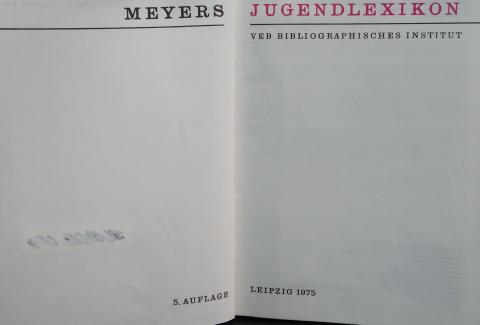 MEYERS JUGENDLEXIKON
VEB BIBLIOGRAPHISCHES INSTITUT
5. AUFLAGE
LEIPZIG 1975